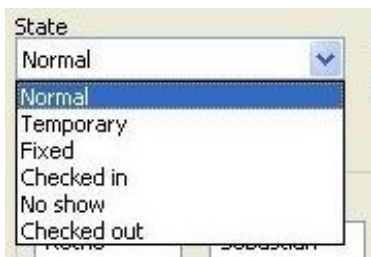 State
Normal
Normal
Temporary
Fixed
Checked in
No show
Checked out